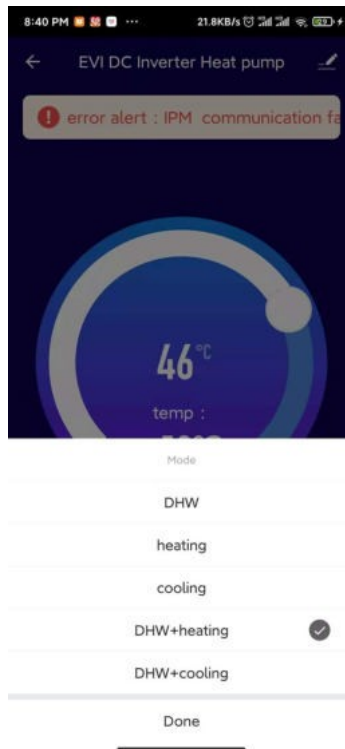 8:40 PM ... 21.8KB/s
EVI DC Inverter Heat pump
error alert : IPM communication fa
46°C
temp :
Mode
DHW
heating
cooling
DHW+heating
DHW+cooling
Done